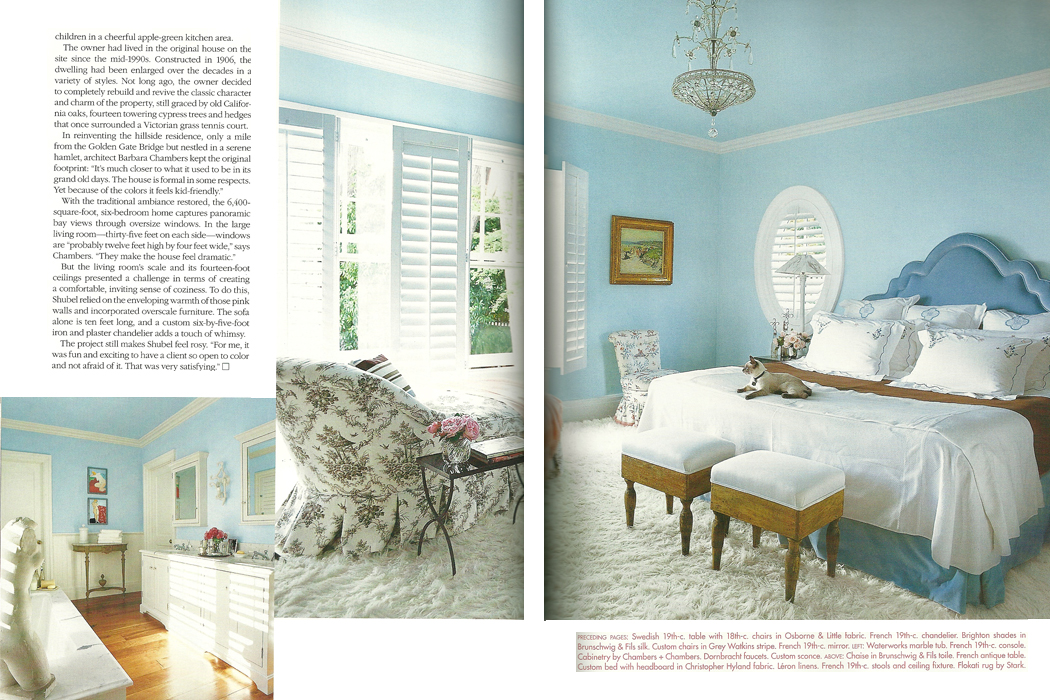 children in a cheerful apple-green kitchen area.
The owner had lived in the original house on the
site since the mid-1990s. Constructed in 1906, the
dwelling had been enlarged over the decades in a
variety of styles. Not long ago, the owner decided
to completely rebuild and revive the classic character
and charm of the property, still graced by old Califor-
nia oaks, fourteen towering cypress trees and hedges
that once surrounded a Victorian grass tennis court.
In reinventing the hillside residence, only a mile
from the Golden Gate Bridge but nestled in a serene
hamlet, architect Barbara Chambers kept the original
footprint: “It’s much closer to what it used to be in its
grand old days. The house is formal in some respects.
Yet because of the colors it feels kid-friendly.”
With the traditional ambiance restored, the 6,400-
square-foot, six-bedroom home captures panoramic
bay views through oversize windows. In the large
living room—thirty-five feet on each side—windows
are “probably twelve feet high by four feet wide,” says
Chambers. “They make the house feel dramatic.”
But the living room’s scale and its fourteen-foot
ceilings presented a challenge in terms of creating
a comfortable, inviting sense of coziness. To do this,
Shubel relied on the enveloping warmth of those pink
walls and incorporated overscale furniture. The sofa
alone is ten feet long, and a custom six-by-five-foot
iron and plaster chandelier adds a touch of whimsy.
The project still makes Shubel feel rosy. “For me, it
was fun and exciting to have a client so open to color
and not afraid of it. That was very satisfying.” □
PRECEDING PAGES: Swedish 19th-c. table with 18th-c. chairs in Osborne & Little fabric. French 19th-c. chandelier. Brighton shades in
Brunschwig & Fils silk. Custom chairs in Grey Watkins stripe. French 19th-c. mirror. LEFT: Waterworks marble tub. French 19th-c. console.
Cabinetry by Chambers + Chambers. Dornbracht faucets. Custom sconce. ABOVE: Chaise in Brunschwig & Fils toile. French antique table.
Custom bed with headboard in Christopher Hyland fabric. Léron linens. French 19th-c. stools and ceiling fixture. Flokati rug by Stark.